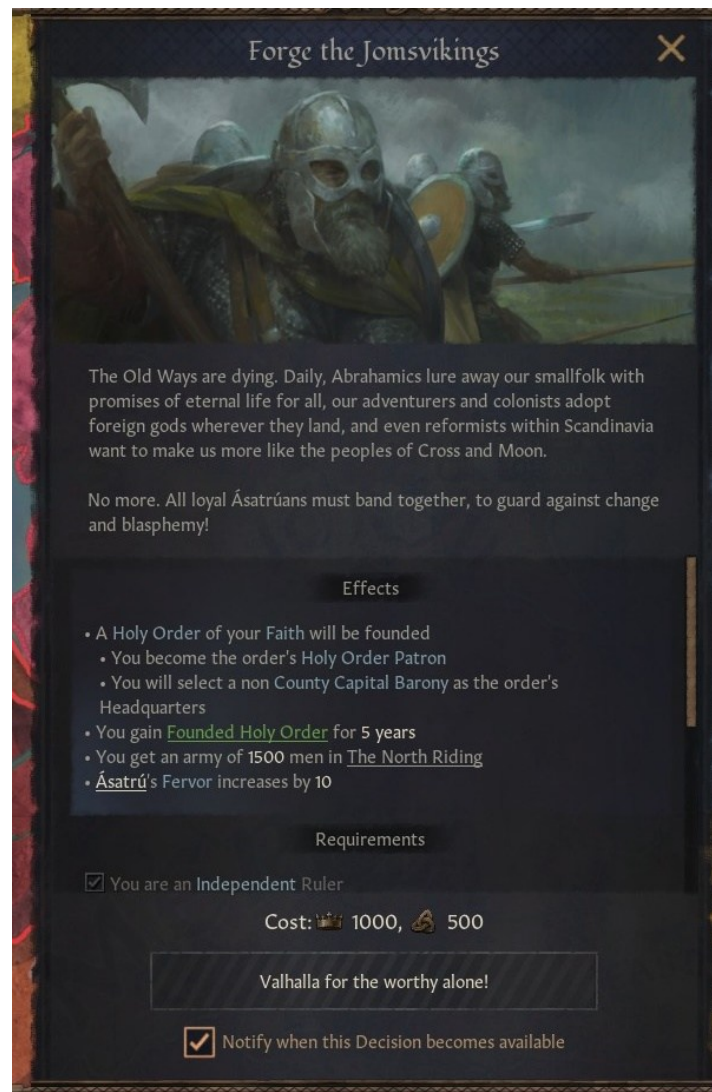 Forge the Jomsvikings
The Old Ways are dying. Daily, Abrahamics lure away our smallfolk with
promises of eternal life for all, our adventurers and colonists adopt
foreign gods wherever they land, and even reformists within Scandinavia
want to make us more like the peoples of Cross and Moon.
No more. All loyal Ásatrúans must band together, to guard against change
and blasphemy!
Effects
• A Holy Order of your Faith will be founded
• You become the order's Holy Order Patron
• You will select a non County Capital Barony as the order's
Headquarters
• You gain Founded Holy Order for 5 years
• You get an army of 1500 men in The North Riding
• Ásatrú's Fervor increases by 10
Requirements
You are an Independent Ruler
Cost: 1000, 500
Valhalla for the worthy alone!
Notify when this Decision becomes available